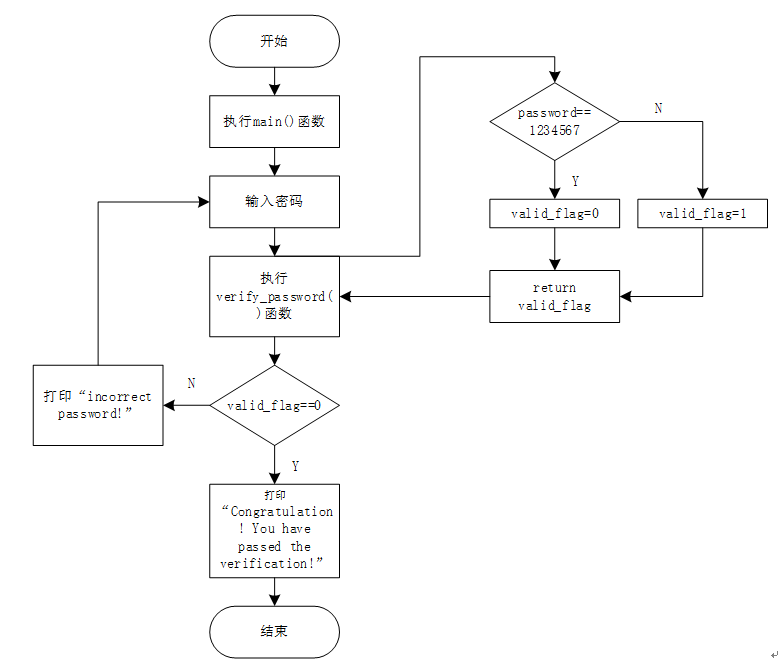 开始
执行main()函数
输入密码
执行
verify_password(
)函数
valid_flag==0
N
Y
打印“incorrect
password!”
打印
“Congratulation
! You have
passed the
verification!”
结束
password==
1234567
N
Y
valid_flag=0
valid_flag=1
return
valid_flag